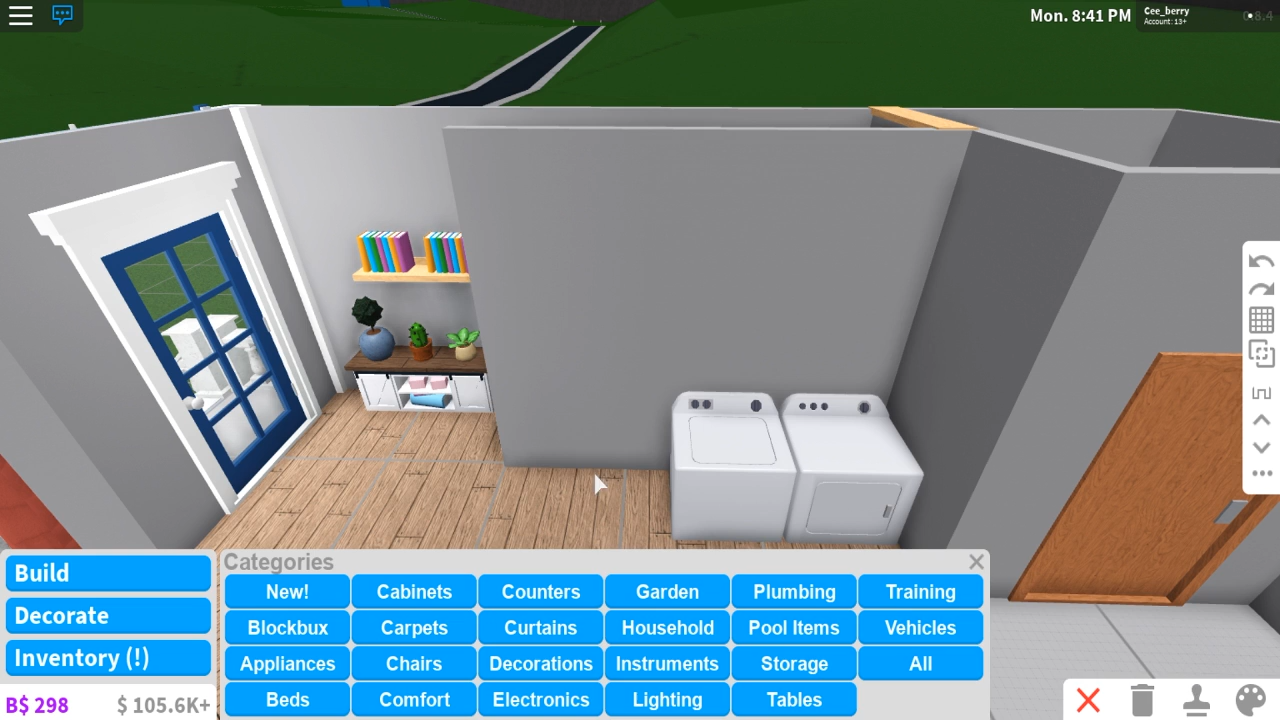 Mon. 8:41 PM
Cee_berry
Account: 13+
Categories
Build
Decorate
Inventory (!)
B$ 298
$ 105.6K+
New!
Cabinets
Counters
Garden
Plumbing
Training
Blockbux
Carpets
Curtains
Household
Pool Items
Vehicles
Appliances
Chairs
Decorations
Instruments
Storage
All
Beds
Comfort
Electronics
Lighting
Tables